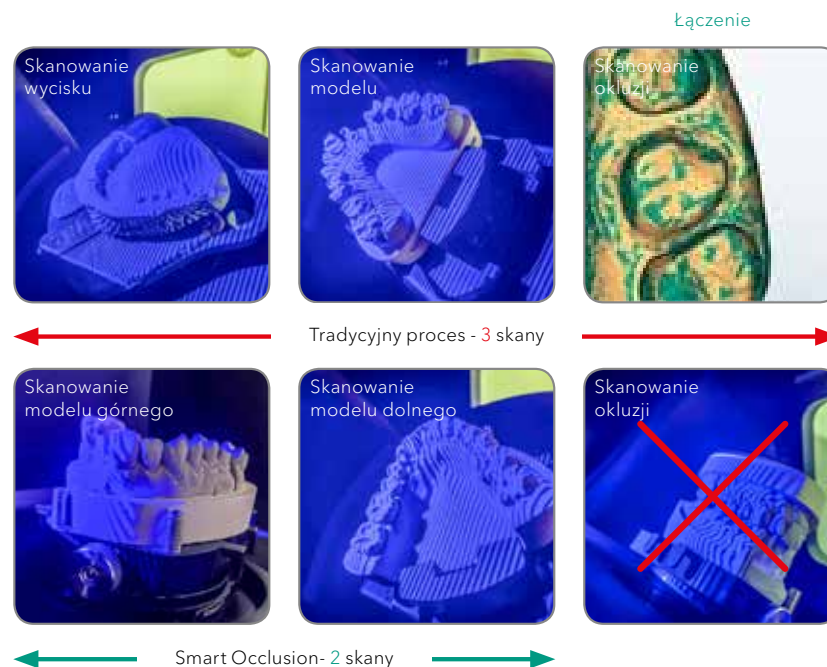 Łączenie
Skanowanie
wycisku
Skanowanie
modelu
Skanowanie
okluzji
Tradycyjny proces - 3 skany
Skanowanie
modelu górnego
Skanowanie
modelu dolnego
Skanowanie
okluzji
Smart Occlusion- 2 skany